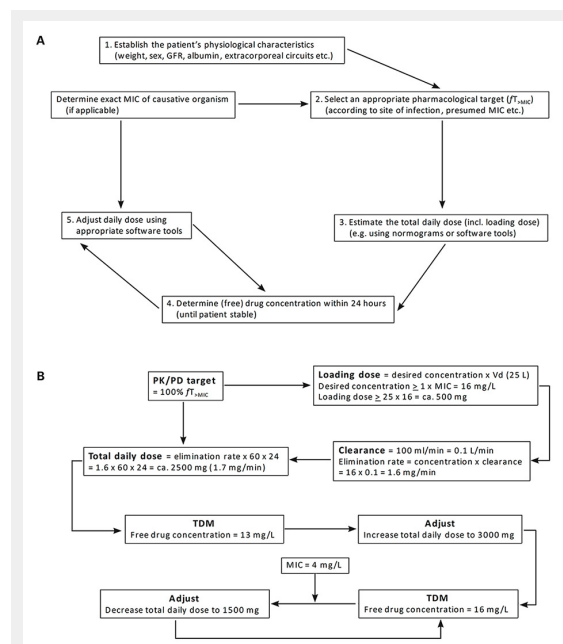 A
1. Establish the patient's physiological characteristics
(weight, sex, GFR, albumin, extracorporeal circuits etc.)
Determine exact MIC of causative organism
(if applicable)
2. Select an appropriate pharmacological target (fT>MIC)
(according to site of infection, presumed MIC etc.)
5. Adjust daily dose using
appropriate software tools
3. Estimate the total daily dose (incl. loading dose)
(e.g. using normograms or software tools)
4. Determine (free) drug concentration within 24 hours
(until patient stable)
B
PK/PD target
= 100% fT>MIC
Loading dose = desired concentration x Vd (25 L)
Desired concentration ≥ 1 x MIC = 16 mg/L
Loading dose ≥ 25 x 16 = ca. 500 mg
Total daily dose = elimination rate x 60 x 24
= 1.6 x 60 x 24 = ca. 2500 mg (1.7 mg/min)
Clearance = 100 ml/min = 0.1 L/min
Elimination rate = concentration x clearance
= 16 x 0.1 = 1.6 mg/min
TDM
Free drug concentration = 13 mg/L
Adjust
Increase total daily dose to 3000 mg
MIC = 4 mg/L
Adjust
Decrease total daily dose to 1500 mg
TDM
Free drug concentration = 16 mg/L